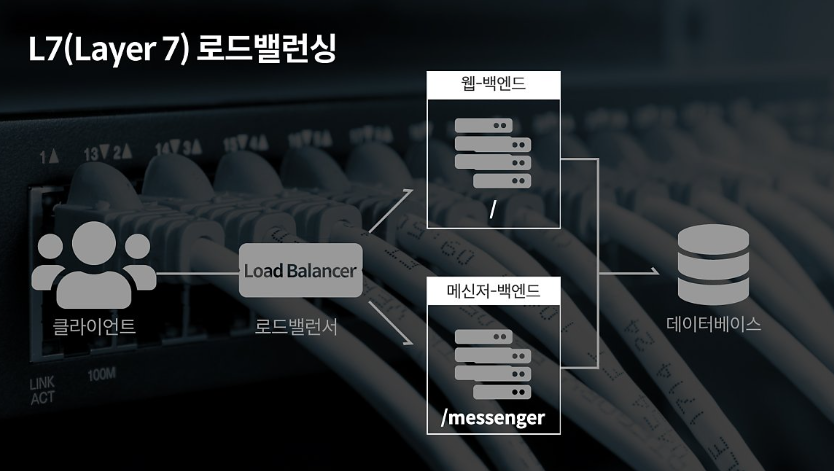 L7(Layer 7) 로드밸런싱
웹-백엔드
/
클라이언트
Load Balancer
로드밸런서
메신저-백엔드
/messenger
데이터베이스
1▲ 13▼ 2▲ 14▼ 3▲ 15▼ 4▲
LINK
ACT
100M